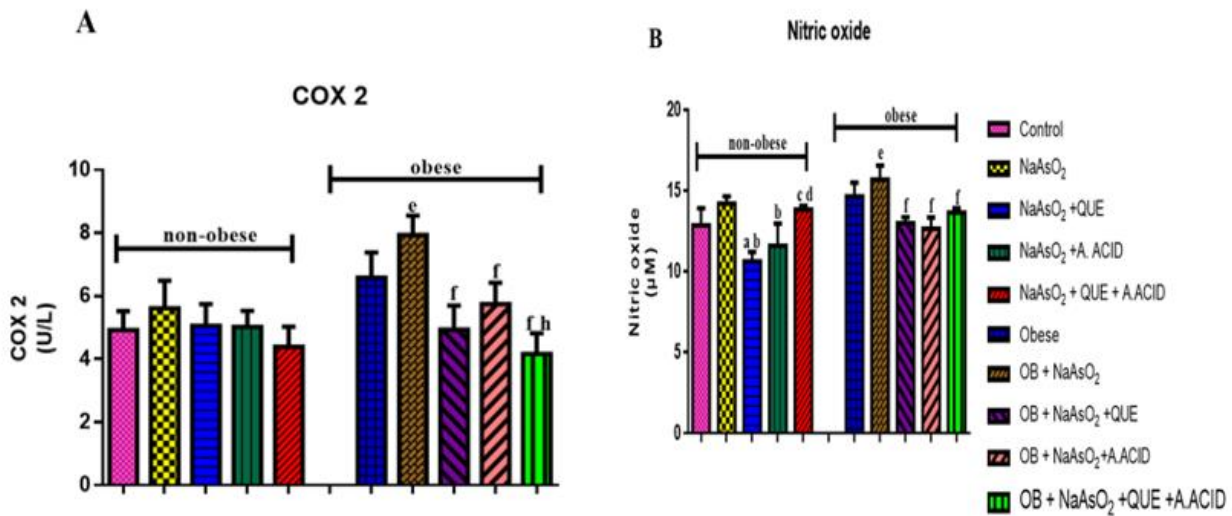 A
COX 2
COX 2
(U/L)
10
8
6
4
2
0
non-obese
obese
e
f
f
f h
B
Nitric oxide
Nitric oxide
(µM)
20
15
10
5
0
non-obese
obese
a b
b
c d
e
f
f
f
Control
NaAsO₂
NaAsO₂ +QUE
NaAsO₂ +A. ACID
NaAsO₂ + QUE + A.ACID
Obese
OB + NaAsO₂
OB + NaAsO₂ +QUE
OB + NaAsO₂+A.ACID
OB + NaAsO₂ +QUE +A.ACID